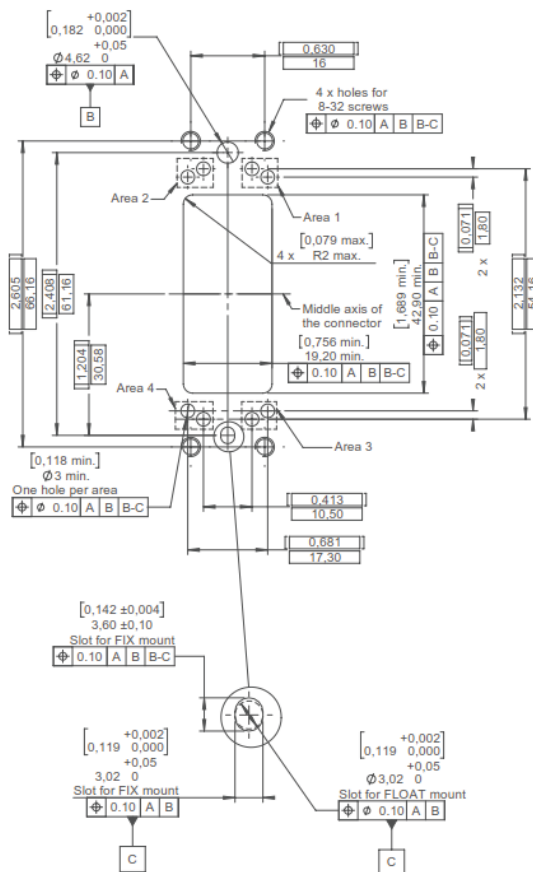 [0,182 +0,002 0,000]
Ø4,62 +0,05 0
⌖ Ø 0.10 A
B
0,630
16
4 x holes for
8-32 screws
⌖ Ø 0.10 A B B-C
Area 2
Area 1
[0,079 max.]
4 x R2 max.
2,605
66,16
2,408
61,16
1,204
30,58
Middle axis of
the connector
[0,756 min.]
19,20 min.
⌖ 0.10 A B B-C
[1,689 min.]
42,90 min.
⌖ 0.10 A B B-C
0,071
1,80
2 x
0,071
1,80
2 x
2,132
54,16
Area 4
Area 3
[0,118 min.]
Ø3 min.
One hole per area
⌖ Ø 0.10 A B B-C
0,413
10,50
0,681
17,30
[0,142 ±0,004]
3,60 ±0,10
Slot for FIX mount
⌖ 0.10 A B B-C
[0,119 +0,002 0,000]
3,02 +0,05 0
Slot for FIX mount
⌖ 0.10 A B
C
[0,119 +0,002 0,000]
Ø3,02 +0,05 0
Slot for FLOAT mount
⌖ Ø 0.10 A B
C